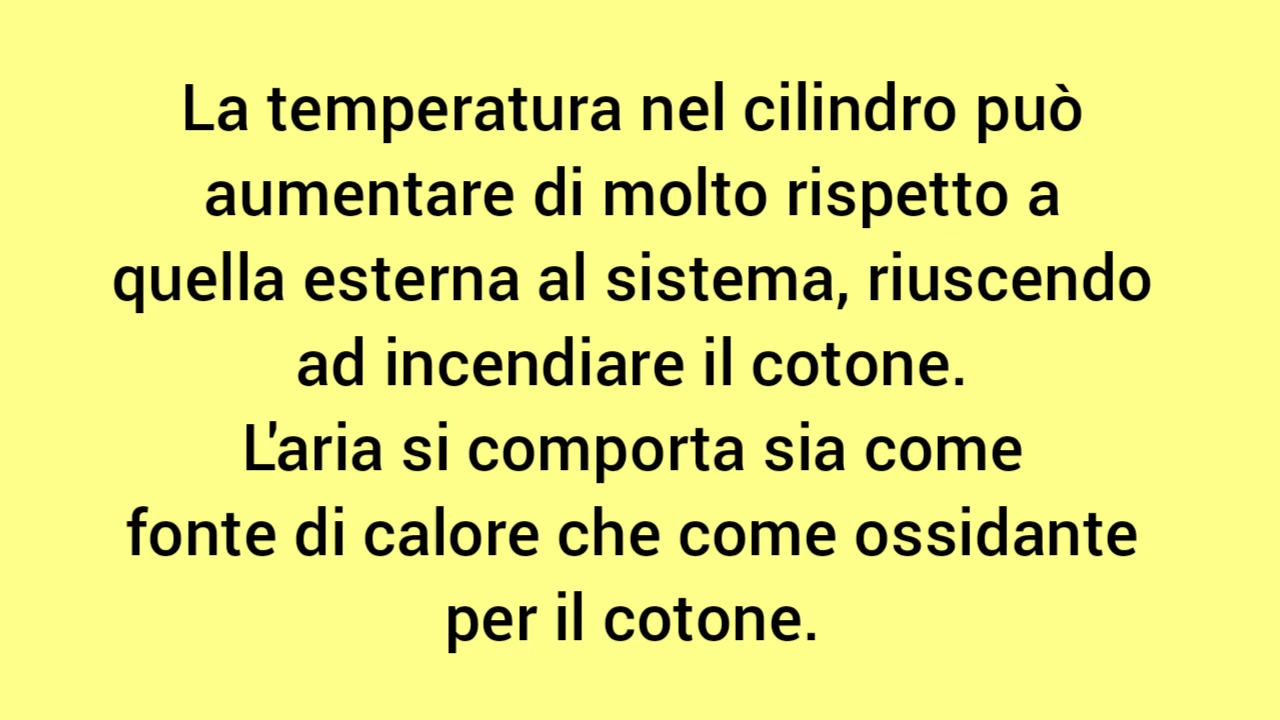 La temperatura nel cilindro può
aumentare di molto rispetto a
quella esterna al sistema, riuscendo
ad incendiare il cotone.
L'aria si comporta sia come
fonte di calore che come ossidante
per il cotone.